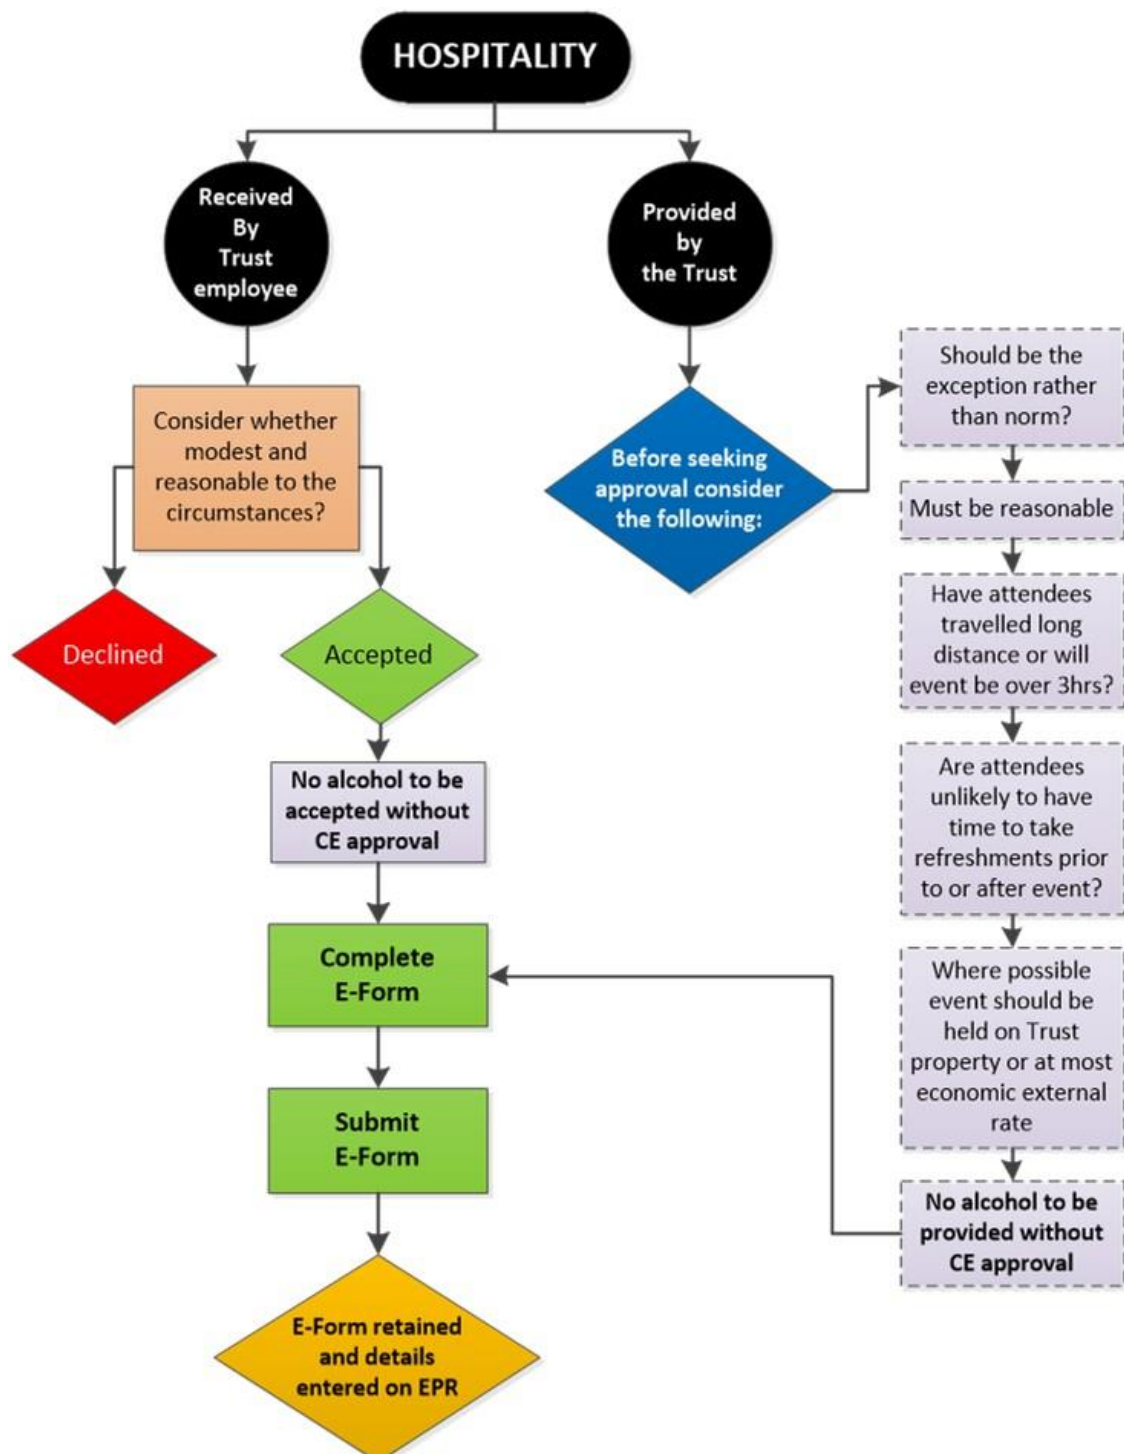 HOSPITALITY
Received
By
Trust
employee
Provided
by
the Trust
Consider whether
modest and
reasonable to the
circumstances?
Before seeking
approval consider
the following:
Should be the
exception rather
than norm?
Must be reasonable
Have attendees
travelled long
distance or will
event be over 3hrs?
Declined
Accepted
No alcohol to be
accepted without
CE approval
Are attendees
unlikely to have
time to take
refreshments prior
to or after event?
Complete
E-Form
Where possible
event should be
held on Trust
property or at most
economic external
rate
Submit
E-Form
No alcohol to be
provided without
CE approval
E-Form retained
and details
entered on EPR